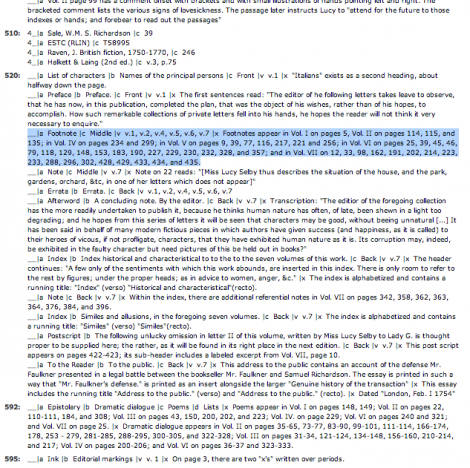 __|a Vol. II page 99 has a comment offset with brackets and with small illustrations of hands pointing left and right. The
bracketed comment lists the various signs of lovesickness. The passage later instructs Lucy to "attend for the future to those
indexes or hands; and forebear to read out the passages"
510: 4_|a Sale, W.M. S. Richardson |c 39
4_|a ESTC (RLIN) |c T58995
4_|a Raven, J. British fiction, 1750-1770, |c 246
4_|a Halkett & Laing (2nd ed.) |c v.3, p.75
520: __|a List of characters |b Names of the principal persons |c Front |v v.1 |x "Italians" exists as a second heading, about
halfway down the page.
__|a Preface |b Preface. |c Front |v v.1 |x The first sentences read: "The editor of he following letters takes leave to observe,
that he has now, in this publication, completed the plan, that was the object of his wishes, rather than of his hopes, to
accomplish. How such remarkable collections of private letters fell into his hands, he hopes the reader will not think it very
necessary to enquire."
__|a Footnote |c Middle |v v.1, v.2, v.4, v.5, v.6, v.7 |x Footnotes appear in Vol. I on pages 5, Vol. II on pages 114, 115, and
135; in Vol. IV on pages 234 and 299; in Vol. V on pages 9, 39, 77, 116, 217, 221, and 256; in Vol. VI on pages 25, 39, 45, 46,
79, 118, 129, 148, 153, 183, 190, 227, 229, 230, 232, 328, and 357; and in Vol. VII on 12, 33, 98, 162, 191, 202, 214, 223,
233, 288, 296, 302, 428, 429, 433, 434, and 435.
__|a Note |c Middle |v v.7 |x Note on 22 reads: "[Miss Lucy Selby thus describes the situation of the house, and the park,
gardens, orchard, &c, in one of her letters which does not appear]"
__|a Errata |b Errata. |c Back |v v.1, v.2, v.4, v.5, v.6, v.7
__|a Afterword |b A concluding note. By the editor. |c Back |v v.7 |x Transcription: "The editor of the foregoing collection
has the more readily undertaken to publish it, because he thinks human nature has often, of late, been shown in a light too
degrading; and he hopes from this series of letters it will be seen that characters may be good, without being unnatural [...] It
has been said in behalf of many modern fictitious pieces in which authors have given success (and happiness, as it is called) to
their heroes of vicious, if not profligate, characters, that they have exhibited human nature as it is. Its corruption may, indeed,
be exhibited in the faulty character but need pictures of this be held out in books?"
__|a Index |b Index historical and characteristical to to the to the seven volumes of this work. |c Back |v v.7 |x The header
continues: "A few only of the sentiments with which this work abounds, are inserted in this index. There is only room to refer to
the rest by figures; under the proper heads; as in advice to women, anger, &c." |x The index is alphabetized and contains a
running title: "Index" (verso) "Historical and characteristical"(recto).
__|a Note |c Back |v v.7 |x Within the index, there are additional referential notes in Vol. VII on pages 342, 358, 362, 363,
364, 376, 384, and 396.
__|a Index |b Similes and allusions, in the foregoing seven volumes. |c Back |v v.7 |x The index is alphabetized and contains
a running title: "Similes" (verso) "Similes"(recto).
__|a Postscript |b The following unlucky omission in letter II of this volume, written by Miss Lucy Selby to Lady G. is thought
proper to be supplied here; tho' rather, as it will be found in its right place in the next edition. |c Back |v v.7 |x This post script
appears on pages 422-423; its sub-header includes a labeled excerpt from Vol. VII, page 10.
__|a To the Reader |b To the public. |c Back |v v.7 |x This address to the public contains an account of the demise Mr.
Faulkner presented in a legal battle between the bookseller Mr. Faulkner and Samuel Richardson. The essay is printed in such a
way that "Mr. Faulkner's defense." is printed as an insert alongside the larger "Genuine history of the transaction" |x This essay
includes the running title "Address to the public." (verso) and "Address to the public." (recto). |x Dated "London, Feb. I 1754"
592: __|a Epistolary |b Dramatic dialogue |c Poems |d Lists |x Poems appear in Vol. I on pages 148, 149; Vol. II on pages 22,
110-111, 184, and 308; Vol. III on pages 43, 150, 200, 202, and 223; Vol. IV. on page 229; Vol. VI on pages 240 and 321;
and Vol. VII on page 25. |x Dramatic dialogue appears in Vol. II on pages 35-65, 73-77, 83-90, 99-101, 111-114, 166-174,
178, 253 - 279, 281-285, 288-295, 300-305, and 322-328; Vol. III on pages 31-34, 121-124, 134-148, 156-160, 210-214,
and 217; Vol. IV on pages 200-206; and Vol. VI on pages 36-37 and 323-333.
595: __|a Ink |b Editorial markings |v v. 1 |x On page 3, there are two "x's" written over periods.